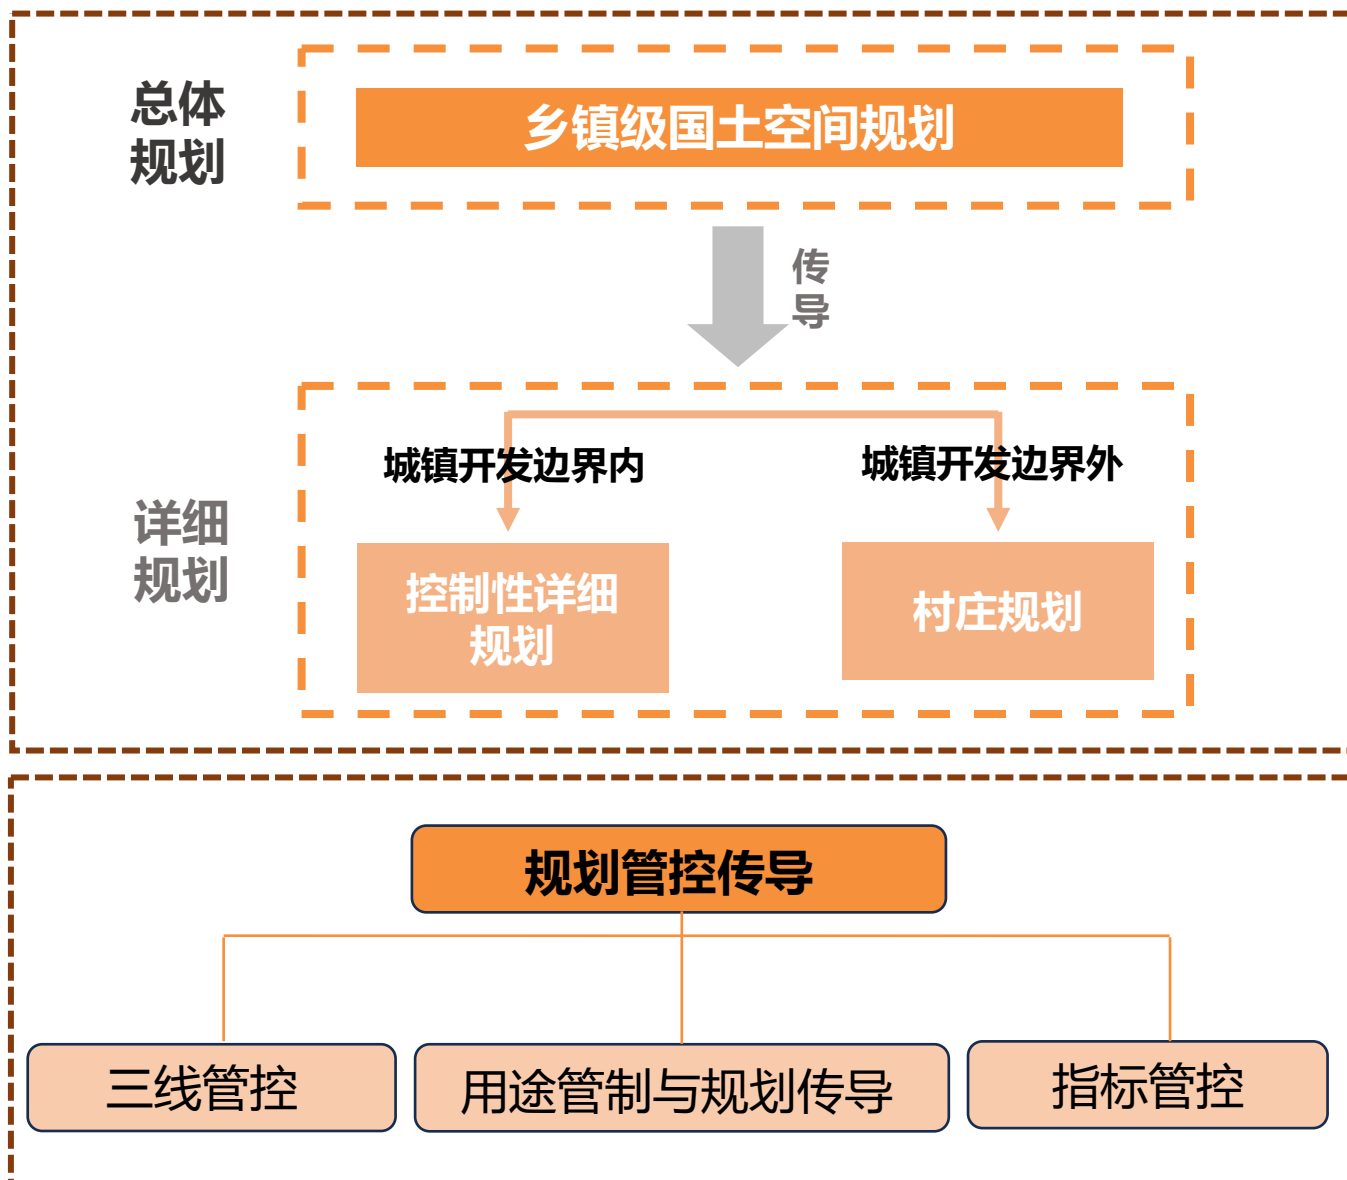 总体
规划
乡镇级国土空间规划
传
导
城镇开发边界内
城镇开发边界外
详细
规划
控制性详细
规划
村庄规划
规划管控传导
三线管控
用途管制与规划传导
指标管控